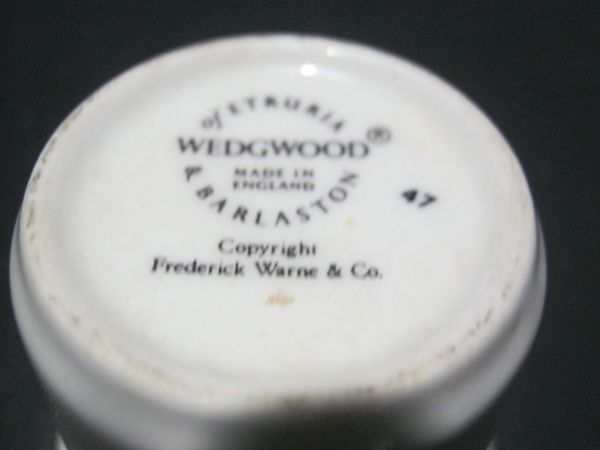 of ETRURIA
WEDGWOOD ®
MADE IN
ENGLAND
& BARLASTON
47
Copyright
Frederick Warne & Co.